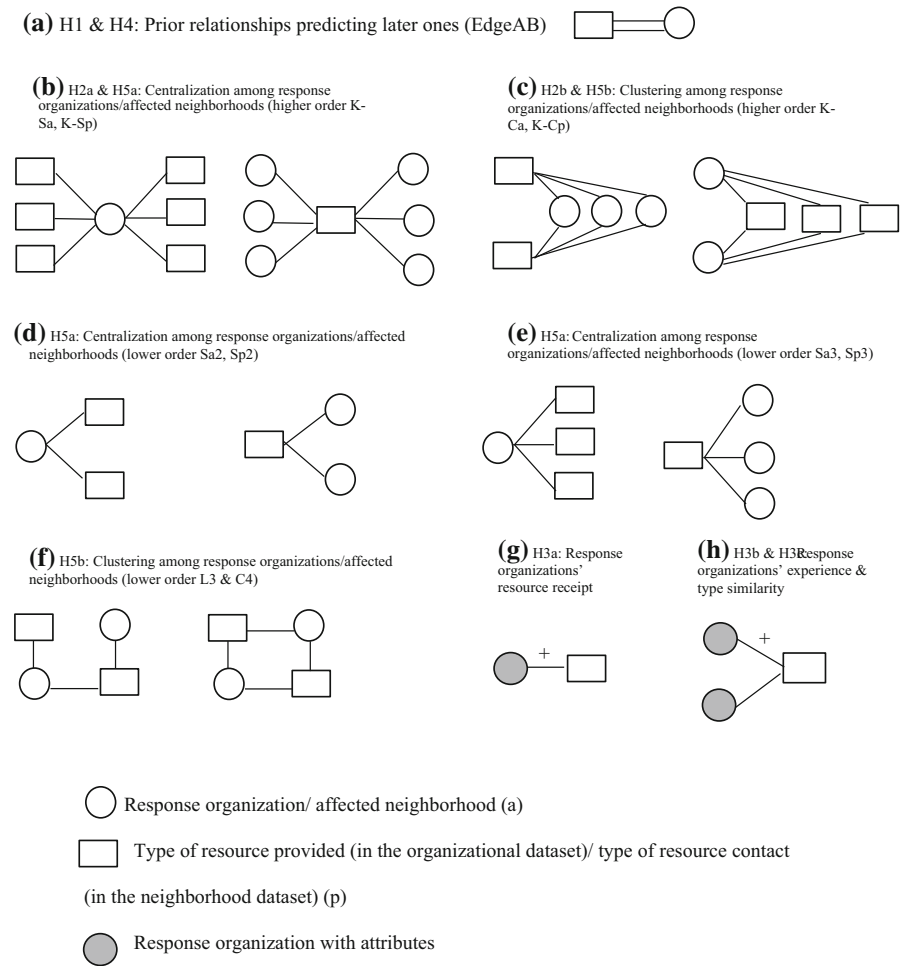 (a) H1 & H4: Prior relationships predicting later ones (EdgeAB)
(b) H2a & H5a: Centralization among response
organizations/affected neighborhoods (higher order K-
Sa, K-Sp)
(c) H2b & H5b: Clustering among response
organizations/affected neighborhoods (higher order K-
Ca, K-Cp)
(d) H5a: Centralization among response organizations/affected
neighborhoods (lower order Sa2, Sp2)
(e) H5a: Centralization among response
organizations/affected neighborhoods (lower order Sa3, Sp3)
(f) H5b: Clustering among response organizations/affected
neighborhoods (lower order L3 & C4)
(g) H3a: Response
organizations’
resource receipt
(h) H3b & Response
organizations’ experience &
type similarity
+
+
Response organization/ affected neighborhood (a)
Type of resource provided (in the organizational dataset)/ type of resource contact
(in the neighborhood dataset) (p)
Response organization with attributes